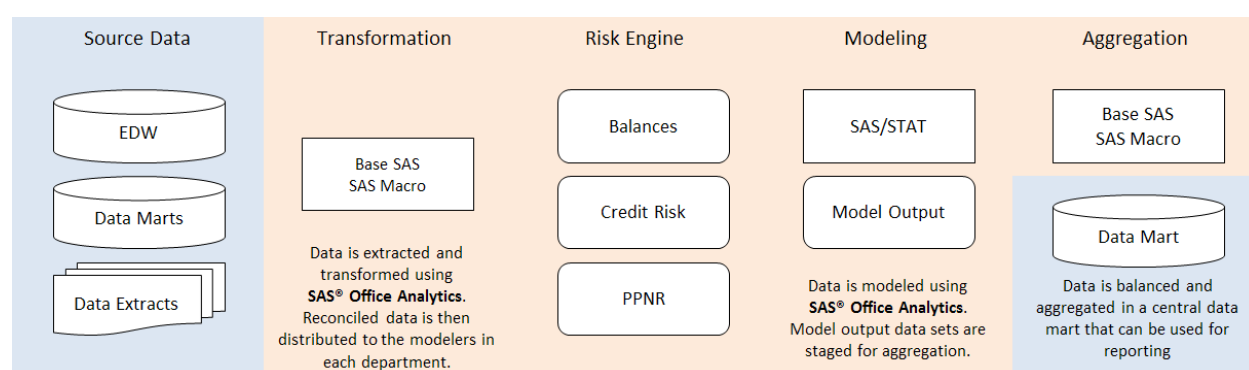 Source Data
EDW
Data Marts
Data Extracts
Transformation
Base SAS
SAS Macro
Data is extracted and
transformed using
SAS® Office Analytics.
Reconciled data is then
distributed to the modelers in
each department.
Risk Engine
Balances
Credit Risk
PPNR
Modeling
SAS/STAT
Model Output
Data is modeled using
SAS® Office Analytics.
Model output data sets are
staged for aggregation.
Aggregation
Base SAS
SAS Macro
Data Mart
Data is balanced and
aggregated in a central data
mart that can be used for
reporting